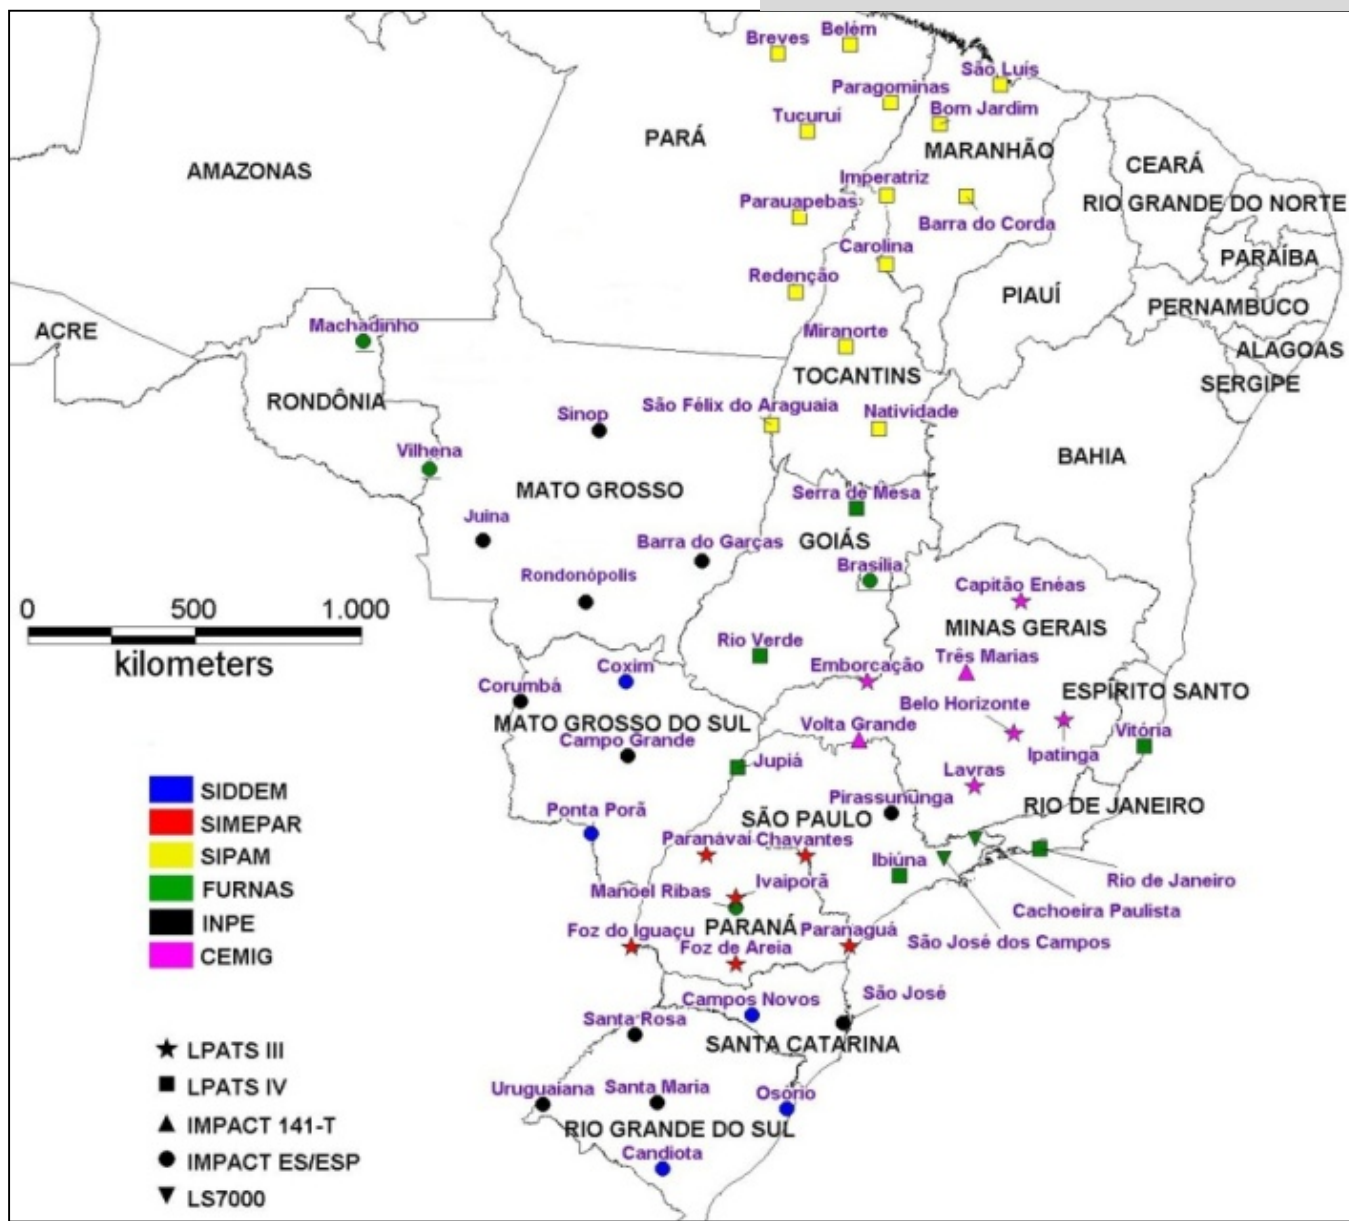 Belém
Breves
São Luís
Paragominas
Bom Jardim
Tucuruí
PARÁ
MARANHÃO
CEARÁ
AMAZONAS
Imperatriz
Parauapebas
RIO GRANDE DO NORTE
Barra do Corda
Carolina
PARAÍBA
Redenção
PIAUÍ
PERNAMBUCO
Machadinho
ACRE
Miranorte
ALAGOAS
TOCANTINS
SERGIPE
RONDÔNIA
São Félix do Araguaia
Natividade
Sinop
Vilhena
BAHIA
MATO GROSSO
Serra de Mesa
Juina
Barra do Garças
GOIÁS
Brasília
Rondonópolis
Capitão Enéas
0 500 1.000
kilometers
MINAS GERAIS
Rio Verde
Três Marias
Coxim
Emborcação
Corumbá
ESPÍRITO SANTO
Belo Horizonte
MATO GROSSO DO SUL
Volta Grande
Vitória
Campo Grande
Ipatinga
Jupiá
Lavras
Pirassununga
RIO DE JANEIRO
Ponta Porã
SÃO PAULO
Paranavaí
Chavantes
Ibiúna
Ivaiporã
Rio de Janeiro
Manoel Ribas
Cachoeira Paulista
PARANÁ
Foz do Iguaçu
Paranaguá
São José dos Campos
Foz de Areia
São José
Campos Novos
Santa Rosa
SANTA CATARINA
Uruguaiana
Santa Maria
Osório
RIO GRANDE DO SUL
Candiota
SIDDEM
SIMEPAR
SIPAM
FURNAS
INPE
CEMIG
LPATS III
LPATS IV
IMPACT 141-T
IMPACT ES/ESP
LS7000